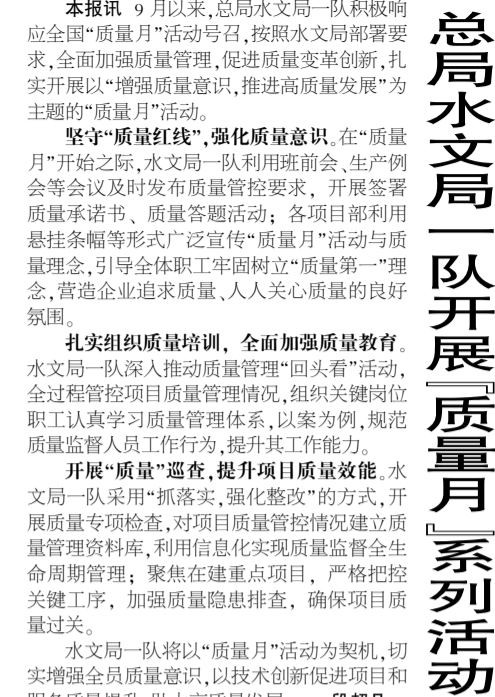 总局水文局一队开展『质量月』系列活动
本报讯 9月以来,总局水文局一队积极响
应全国“质量月”活动号召,按照水文局部署要
求,全面加强质量管理,促进质量变革创新,扎
实开展以“增强质量意识,推进高质量发展”为
主题的“质量月”活动。
坚守“质量红线”,强化质量意识。在“质量
月”开始之际,水文局一队利用班前会、生产例
会等会议及时发布质量管控要求，开展签署
质量承诺书、质量答题活动；各项目部利用
悬挂条幅等形式广泛宣传“质量月”活动与质
量理念,引导全体职工牢固树立“质量第一”理
念,营造企业追求质量、人人关心质量的良好
氛围。
扎实组织质量培训，全面加强质量教育。
水文局一队深入推动质量管理“回头看”活动,
全过程管控项目质量管理情况,组织关键岗位
职工认真学习质量管理体系,以案为例,规范
质量监督人员工作行为,提升其工作能力。
开展“质量”巡查,提升项目质量效能。水
文局一队采用“抓落实,强化整改”的方式,开
展质量专项检查,对项目质量管控情况建立质
量管理资料库,利用信息化实现质量监督全生
命周期管理；聚焦在建重点项目，严格把控
关键工序，加强质量隐患排查，确保项目质
量过关。
水文局一队将以“质量月”活动为契机,切
实增强全员质量意识,以技术创新促进项目和